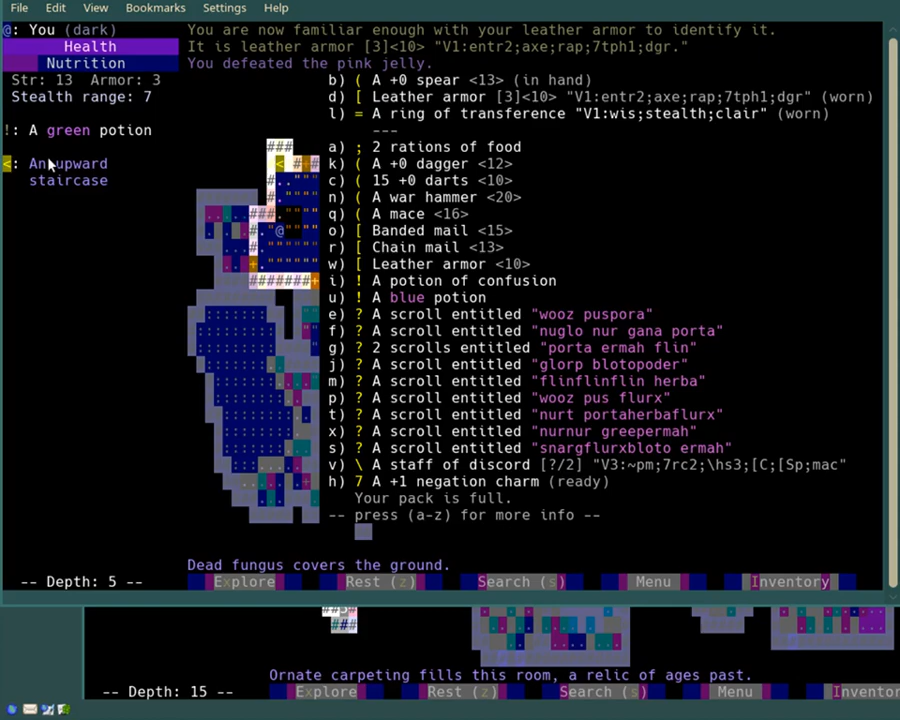 File Edit View Bookmarks Settings Help
@: You (dark)
Health
Nutrition
Str: 13 Armor: 3
Stealth range: 7
!: A green potion
<: An upward
staircase
You are now familiar enough with your leather armor to identify it.
It is leather armor [3]<10> "V1:entr2;axe;rap;7tph1;dgr."
You defeated the pink jelly.
b) ( A +0 spear <13> (in hand)
d) [ Leather armor [3]<10> "V1:entr2;axe;rap;7tph1;dgr" (worn)
l) = A ring of transference "V1:wis;stealth;clair" (worn)
---
a) ; 2 rations of food
k) ( A +0 dagger <12>
c) ( 15 +0 darts <10>
n) ( A war hammer <20>
q) ( A mace <16>
o) [ Banded mail <15>
r) [ Chain mail <13>
w) [ Leather armor <10>
i) ! A potion of confusion
u) ! A blue potion
e) ? A scroll entitled "wooz puspora"
f) ? A scroll entitled "nuglo nur gana porta"
g) ? 2 scrolls entitled "porta ermah flin"
j) ? A scroll entitled "glorp blotopoder"
m) ? A scroll entitled "flinflinflin herba"
p) ? A scroll entitled "wooz pus flurx"
t) ? A scroll entitled "nurt portaherbaflurx"
x) ? A scroll entitled "nurnur greepermah"
s) ? A scroll entitled "snargflurxbloto ermah"
v) \ A staff of discord [?/2] "V3:~pm;7rc2;\hs3;[C;[Sp;mac"
h) 7 A +1 negation charm (ready)
Your pack is full.
-- press (a-z) for more info --
Dead fungus covers the ground.
-- Depth: 5 -- Explore Rest (z) Search (s) Menu Inventory
Ornate carpeting fills this room, a relic of ages past.
-- Depth: 15 -- Explore Rest (z) Search (s) Menu Inventor